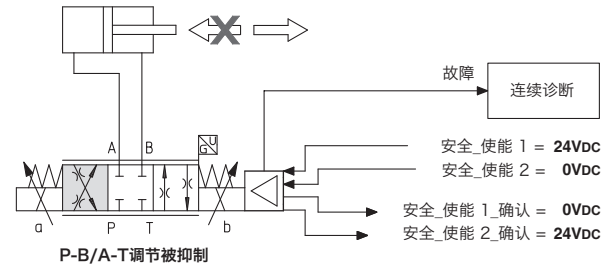 故障
连续诊断
A B
G U
安全_使能 1 = 24VDC
安全_使能 2 = 0VDC
安全_使能 1_确认 = 0VDC
安全_使能 2_确认 = 24VDC
a P T b
P-B/A-T调节被抑制